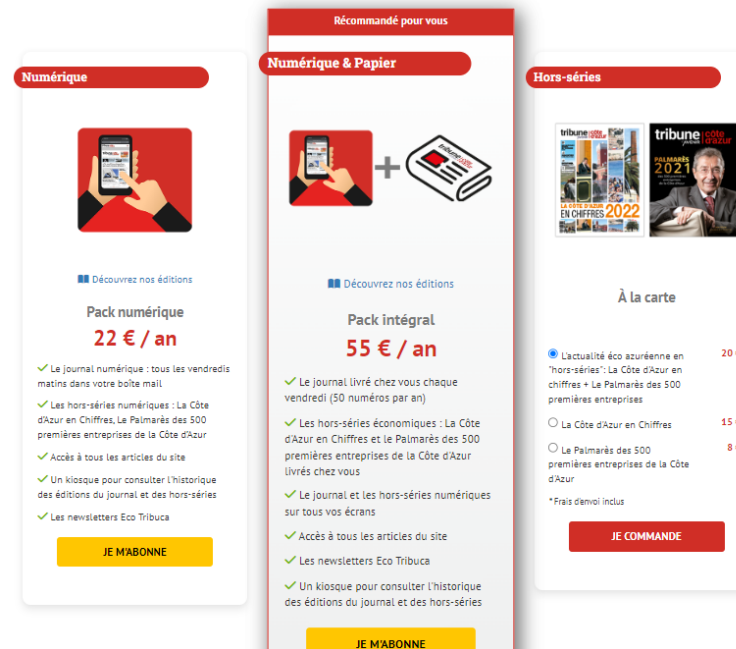 Récommandé pour vous
Numérique
Découvrez nos éditions
Pack numérique
22 € / an
Le journal numérique : tous les vendredis
matins dans votre boîte mail
Les hors-séries numériques : La Côte
d'Azur en Chiffres, Le Palmarès des 500
premières entreprises de la Côte d'Azur
Accès à tous les articles du site
Un kiosque pour consulter l'historique
des éditions du journal et des hors-séries
Les newsletters Eco Tribuca
JE M'ABONNE
Numérique & Papier
Découvrez nos éditions
Pack intégral
55 € / an
Le journal livré chez vous chaque
vendredi (50 numéros par an)
Les hors-séries économiques : La Côte
d'Azur en Chiffres et le Palmarès des 500
premières entreprises de la Côte d'Azur
livrés chez vous
Le journal et les hors-séries numériques
sur tous vos écrans
Accès à tous les articles du site
Les newsletters Eco Tribuca
Un kiosque pour consulter l'historique
des éditions du journal et des hors-séries
JE M'ABONNE
Hors-séries
tribune côte
LA CÔTE D'AZUR
EN CHIFFRES 2022
tribune côte
d'azur
PALMARÈS
2021
À la carte
L'actualité éco azuréenne en 20
"hors-séries": La Côte d'Azur en
chiffres + Le Palmarès des 500
premières entreprises
La Côte d'Azur en Chiffres 15
Le Palmarès des 500 8
premières entreprises de la Côte
d'Azur
* Frais d'envoi inclus
JE COMMANDE